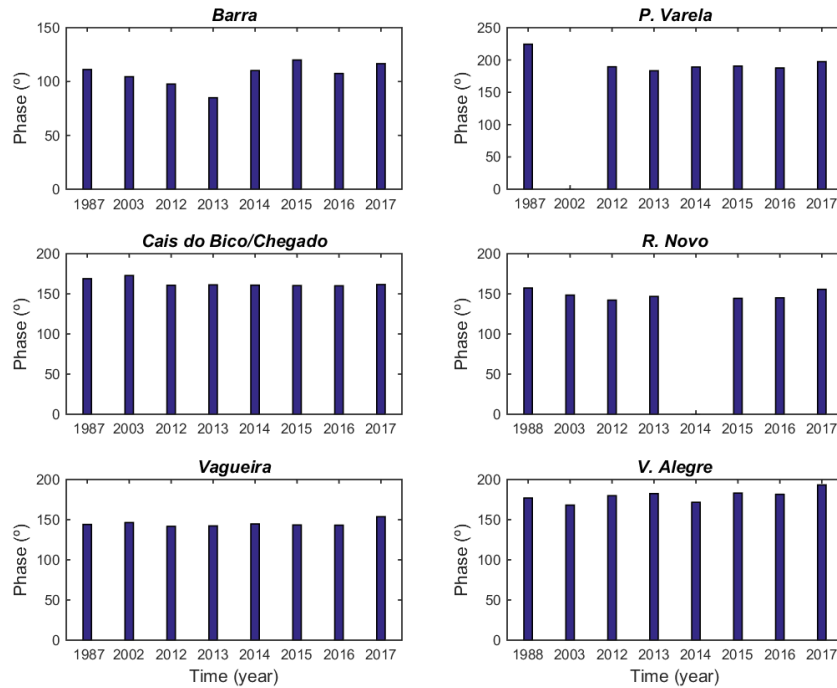 Barra
150
100
50
0
Phase (º)
1987 2003 2012 2013 2014 2015 2016 2017
P. Varela
250
200
150
100
50
0
Phase (º)
1987 2002 2012 2013 2014 2015 2016 2017
Cais do Bico/Chegado
200
150
100
50
0
Phase (º)
1987 2003 2012 2013 2014 2015 2016 2017
R. Novo
200
150
100
50
0
Phase (º)
1988 2003 2012 2013 2014 2015 2016 2017
Vagueira
200
150
100
50
0
Phase (º)
1987 2002 2012 2013 2014 2015 2016 2017
Time (year)
V. Alegre
200
150
100
50
0
Phase (º)
1988 2003 2012 2013 2014 2015 2016 2017
Time (year)